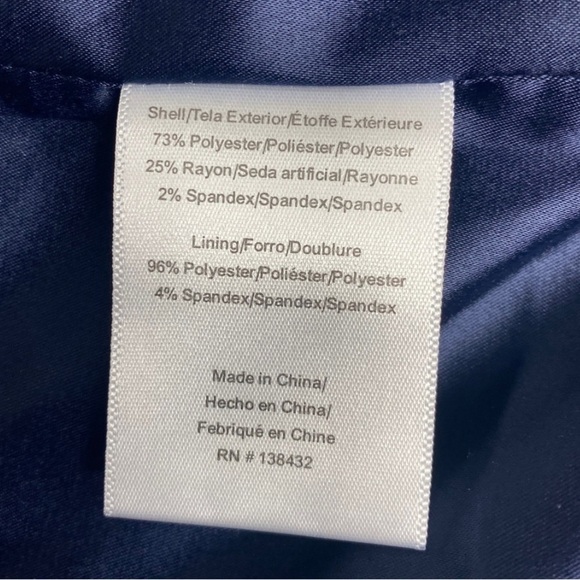 Shell/Tela Exterior/Étoffe Extérieure
73% Polyester/Poliéster/Polyester
25% Rayon/Seda artificial/Rayonne
2% Spandex/Spandex/Spandex
Lining/Forro/Doublure
96% Polyester/Poliéster/Polyester
4% Spandex/Spandex/Spandex
Made in China/
Hecho en China/
Febriqué en Chine
RN # 138432